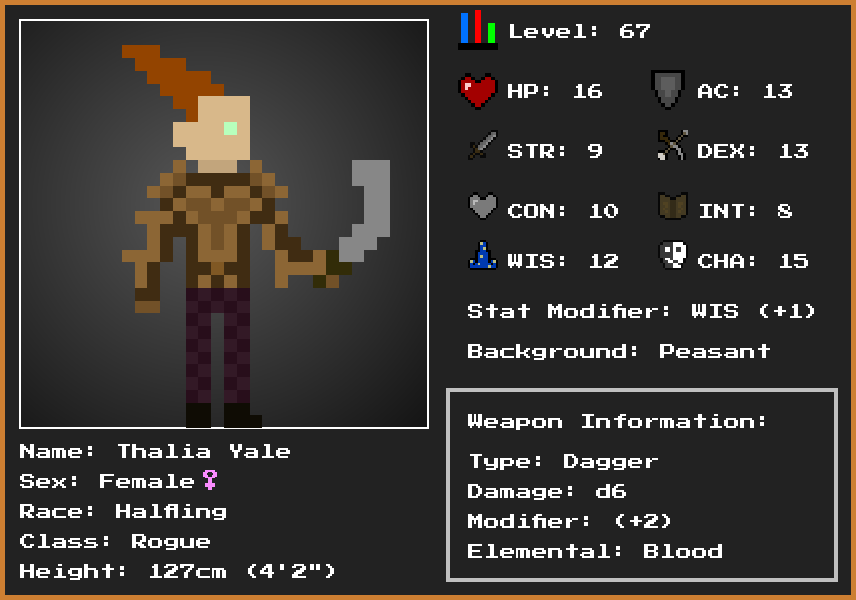 Level: 67
HP: 16
AC: 13
STR: 9
DEX: 13
CON: 10
INT: 8
WIS: 12
CHA: 15
Stat Modifier: WIS (+1)
Background: Peasant
Weapon Information:
Type: Dagger
Damage: d6
Modifier: (+2)
Elemental: Blood
Name: Thalia Yale
Sex: Female♀
Race: Halfling
Class: Rogue
Height: 127cm (4'2")